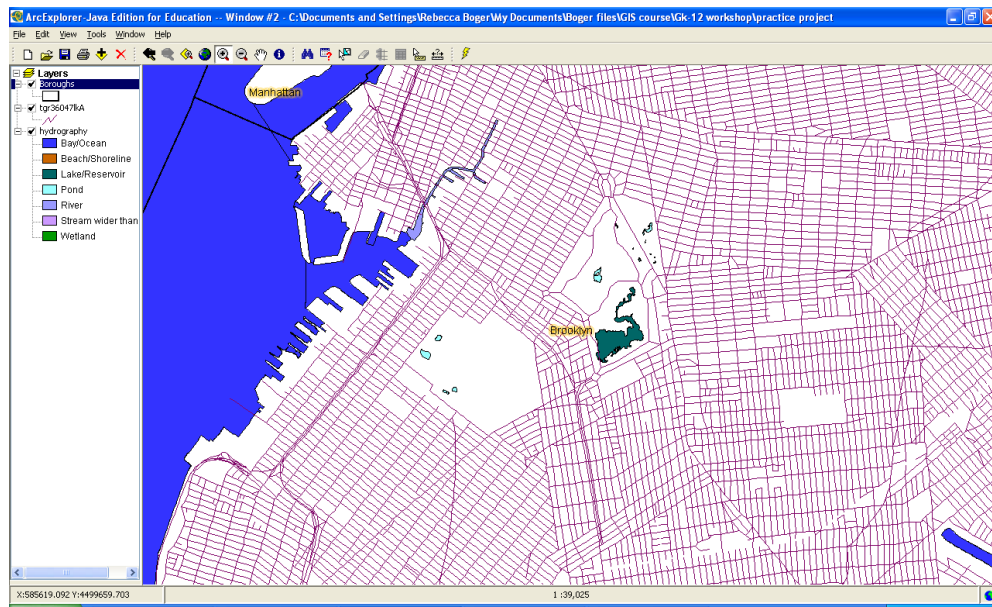 ArcExplorer-Java Edition for Education -- Window #2 - C:\Documents and Settings\Rebecca Boger\My Documents\Boger files\GIS course\Gk-12 workshop\practice project
File Edit View Tools Window Help
Layers
Boroughs
tgr36047lkA
hydrography
Bay/Ocean
Beach/Shoreline
Lake/Reservoir
Pond
River
Stream wider than
Wetland
Manhattan
Brooklyn
X:585619.092 Y:4499659.703
1 :39,025